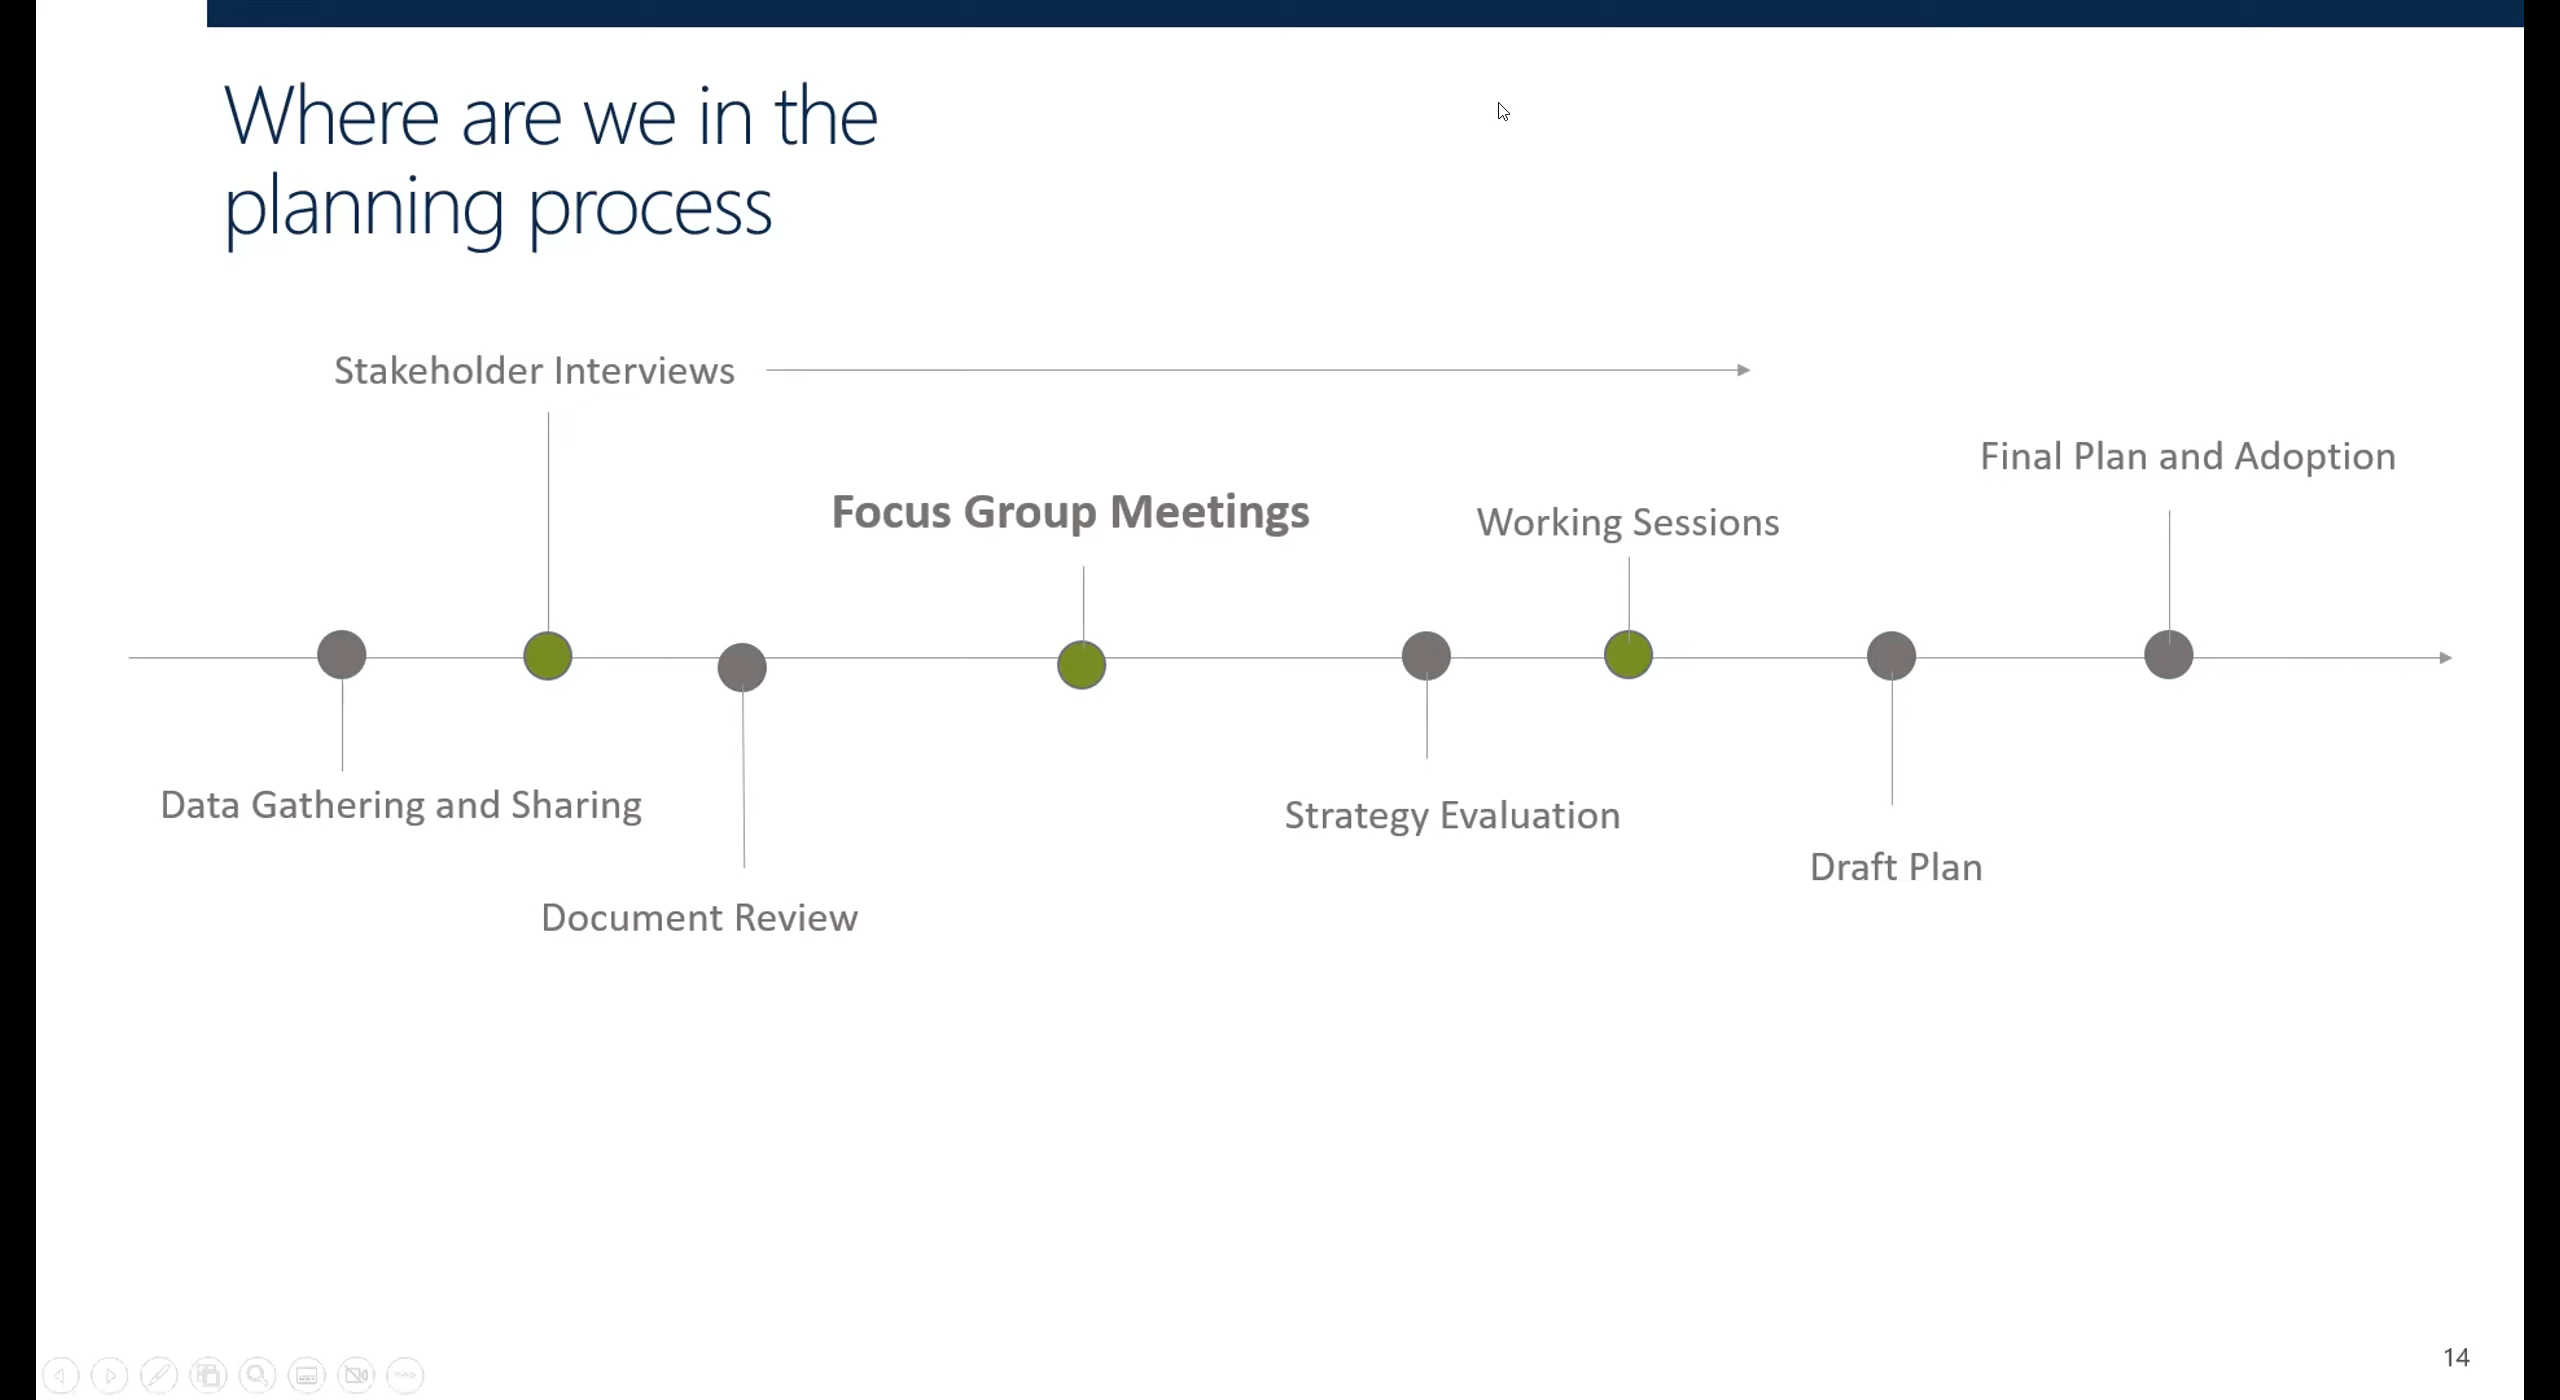 Where are we in the
planning process
Stakeholder Interviews
Final Plan and Adoption
Focus Group Meetings
Working Sessions
Data Gathering and Sharing
Strategy Evaluation
Draft Plan
Document Review
14